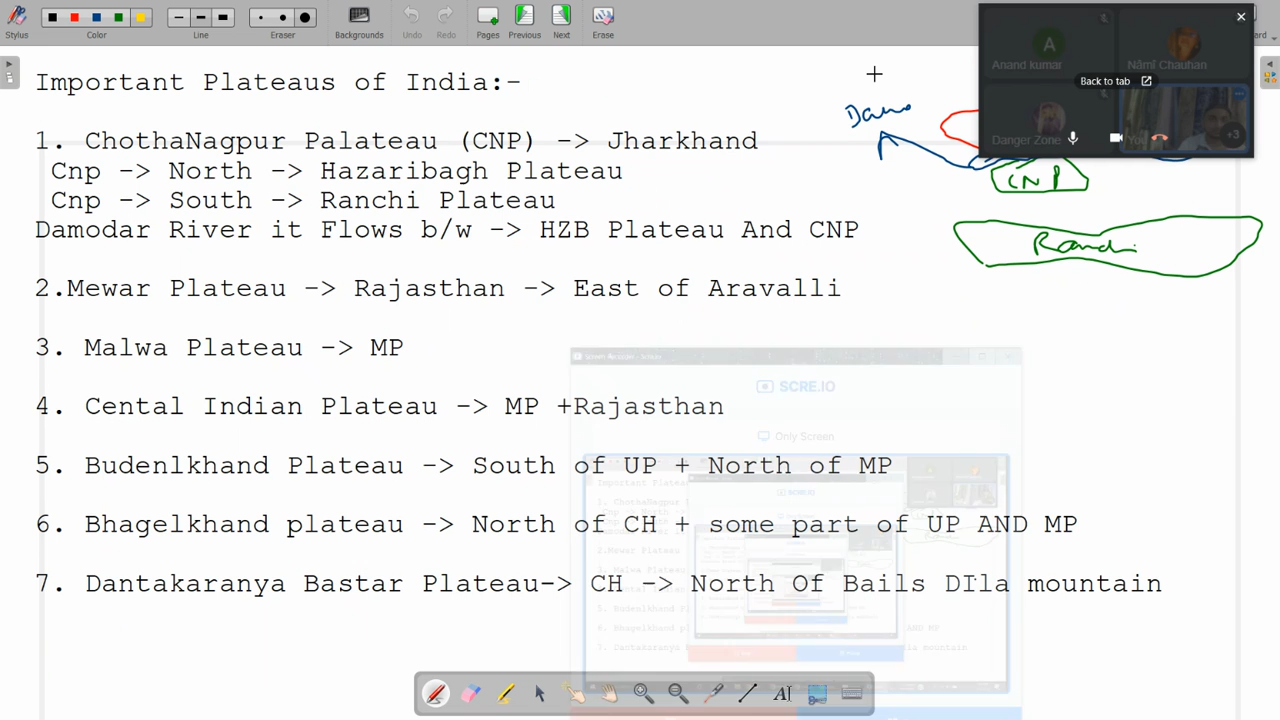 Stylus Color Line Eraser Backgrounds Undo Redo Pages Previous Next Erase
Anand kumar Nāmī Chauhan
Back to tab
Danger Zone You +3
Important Plateaus of India:-
1. ChothaNagpur Palateau (CNP) -> Jharkhand
Cnp -> North -> Hazaribagh Plateau
Cnp -> South -> Ranchi Plateau
Damodar River it Flows b/w -> HZB Plateau And CNP
CNP
Ranchi
2.Mewar Plateau -> Rajasthan -> East of Aravalli
3. Malwa Plateau -> MP
SCRE.IO
4. Cental Indian Plateau -> MP +Rajasthan
Only Screen
5. Budenlkhand Plateau -> South of UP + North of MP
6. Bhagelkhand plateau -> North of CH + some part of UP AND MP
7. Dantakaranya Bastar Plateau-> CH -> North Of Bails DIla mountain